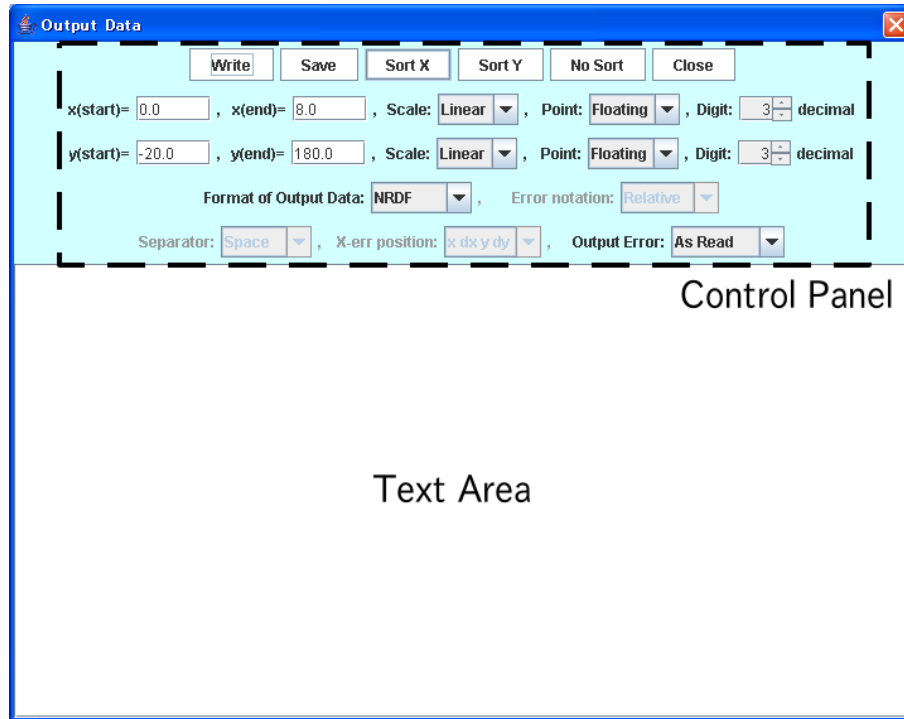 Output Data
Write Save Sort X Sort Y No Sort Close
x(start)= 0.0 , x(end)= 8.0 , Scale: Linear , Point: Floating , Digit: 3 decimal
y(start)= -20.0 , y(end)= 180.0 , Scale: Linear , Point: Floating , Digit: 3 decimal
Format of Output Data: NRDF , Error notation: Relative
Separator: Space , X-err position: x dx y dy , Output Error: As Read
Control Panel
Text Area